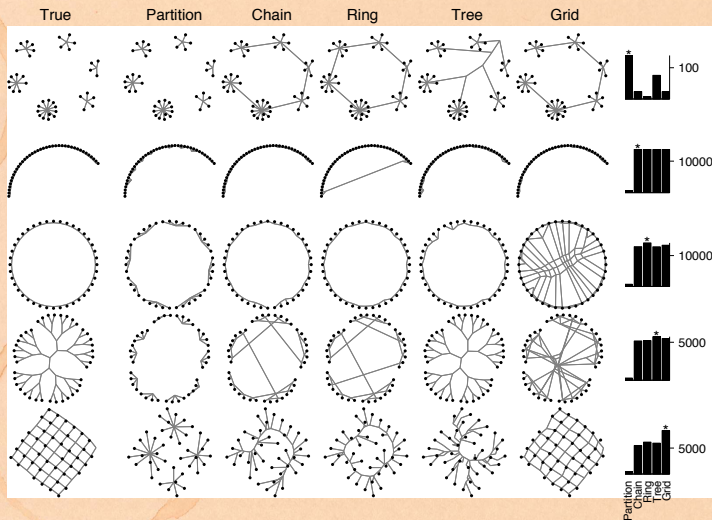 True Partition Chain Ring Tree Grid
*
100
*
10000
*
10000
*
5000
*
5000
Partition
Chain
Ring
Tree
Grid